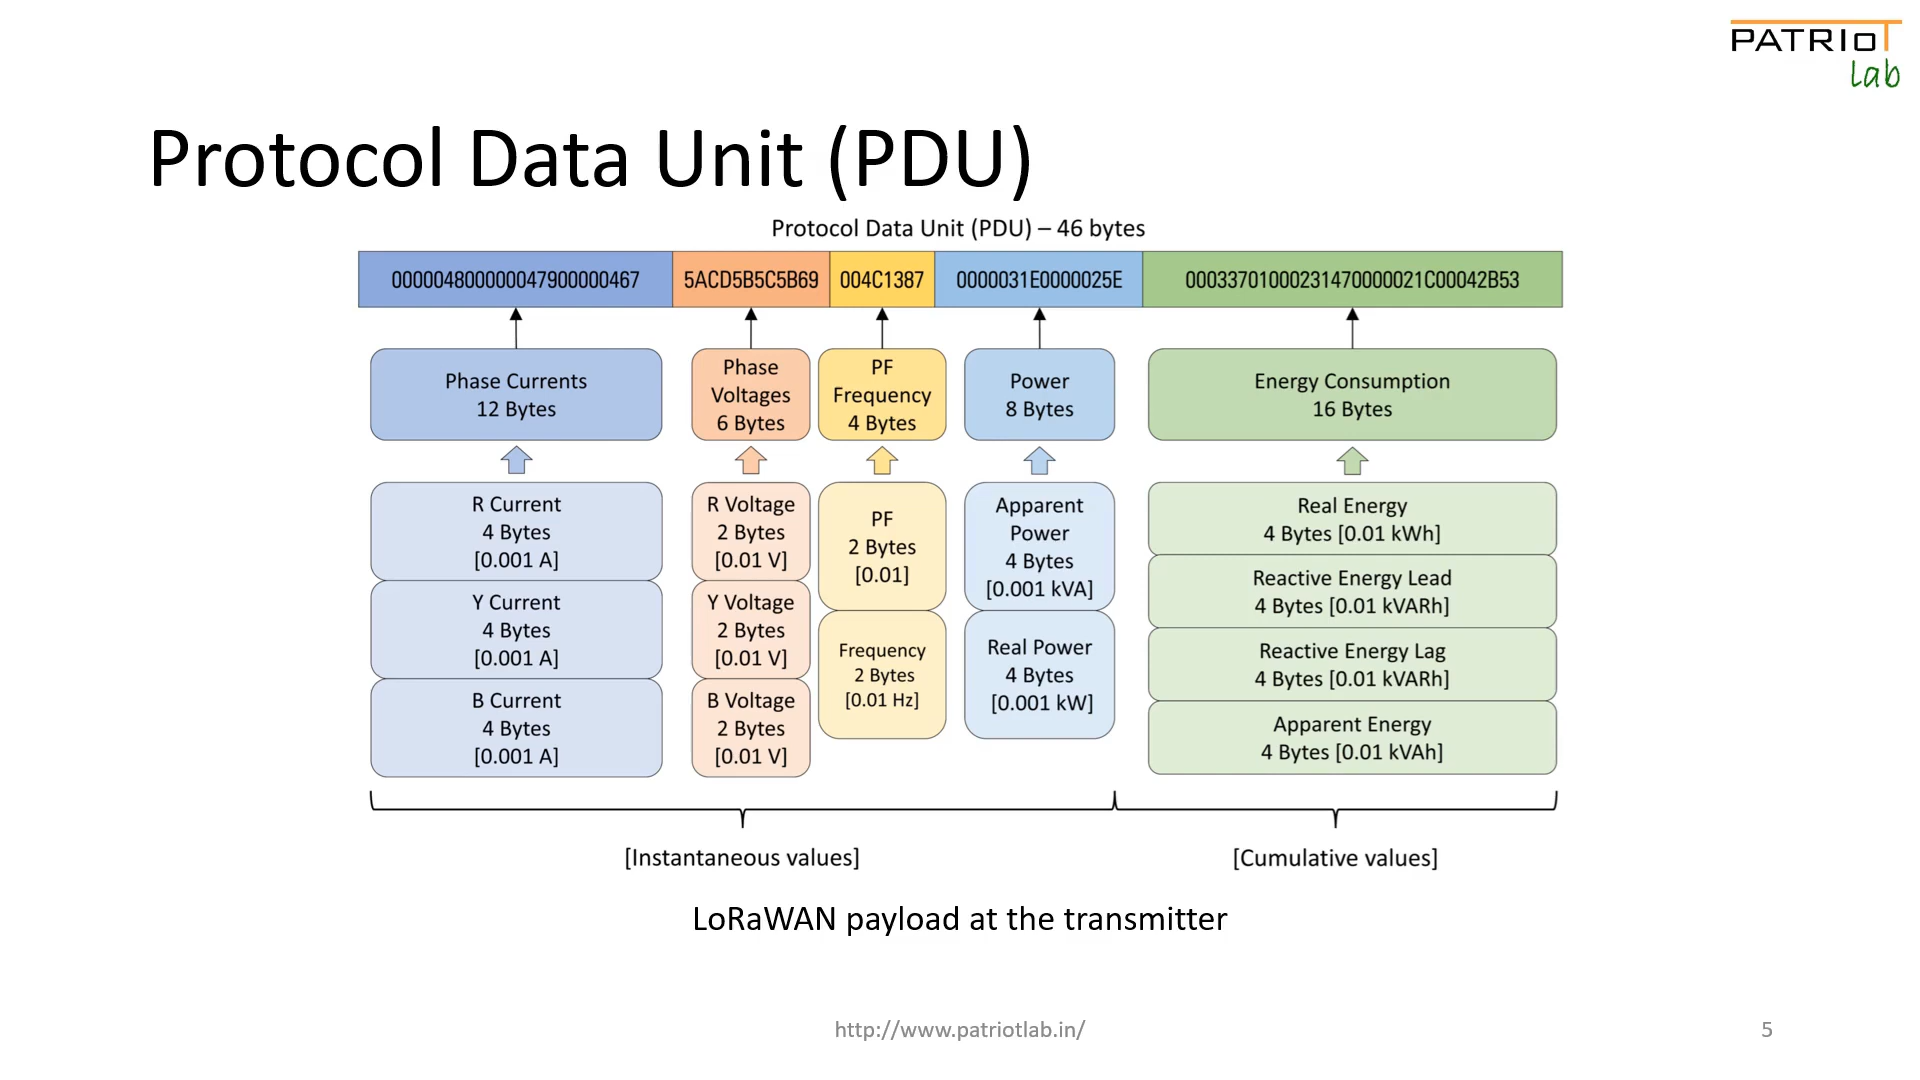 PATRIoT
lab
Protocol Data Unit (PDU)
Protocol Data Unit (PDU) – 46 bytes
000004800000047900000467
5ACD5B5C5B69
004C1387
0000031E0000025E
00033701000231470000021C00042B53
Phase Currents
12 Bytes
Phase
Voltages
6 Bytes
PF
Frequency
4 Bytes
Power
8 Bytes
Energy Consumption
16 Bytes
R Current
4 Bytes
[0.001 A]
Y Current
4 Bytes
[0.001 A]
B Current
4 Bytes
[0.001 A]
R Voltage
2 Bytes
[0.01 V]
Y Voltage
2 Bytes
[0.01 V]
B Voltage
2 Bytes
[0.01 V]
PF
2 Bytes
[0.01]
Frequency
2 Bytes
[0.01 Hz]
Apparent
Power
4 Bytes
[0.001 kVA]
Real Power
4 Bytes
[0.001 kW]
Real Energy
4 Bytes [0.01 kWh]
Reactive Energy Lead
4 Bytes [0.01 kVARh]
Reactive Energy Lag
4 Bytes [0.01 kVARh]
Apparent Energy
4 Bytes [0.01 kVAh]
[Instantaneous values]
[Cumulative values]
LoRaWAN payload at the transmitter
http://www.patriotlab.in/
5